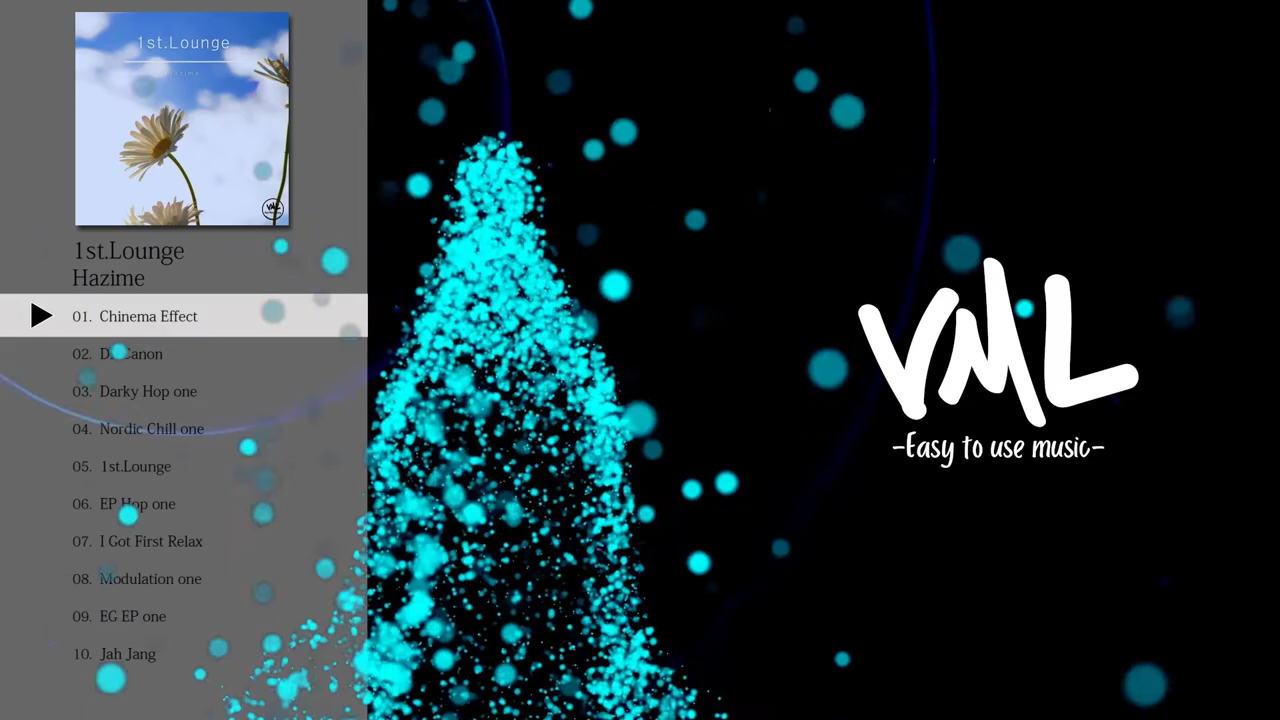 1st.Lounge
1st.Lounge
Hazime
01. Chinema Effect
02. Canon
03. Darky Hop one
04. Nordic Chill one
05. 1st.Lounge
06. EP Hop one
07. I Got First Relax
08. Modulation one
09. EG EP one
10. Jah Jang
VML
-Easy to use music-